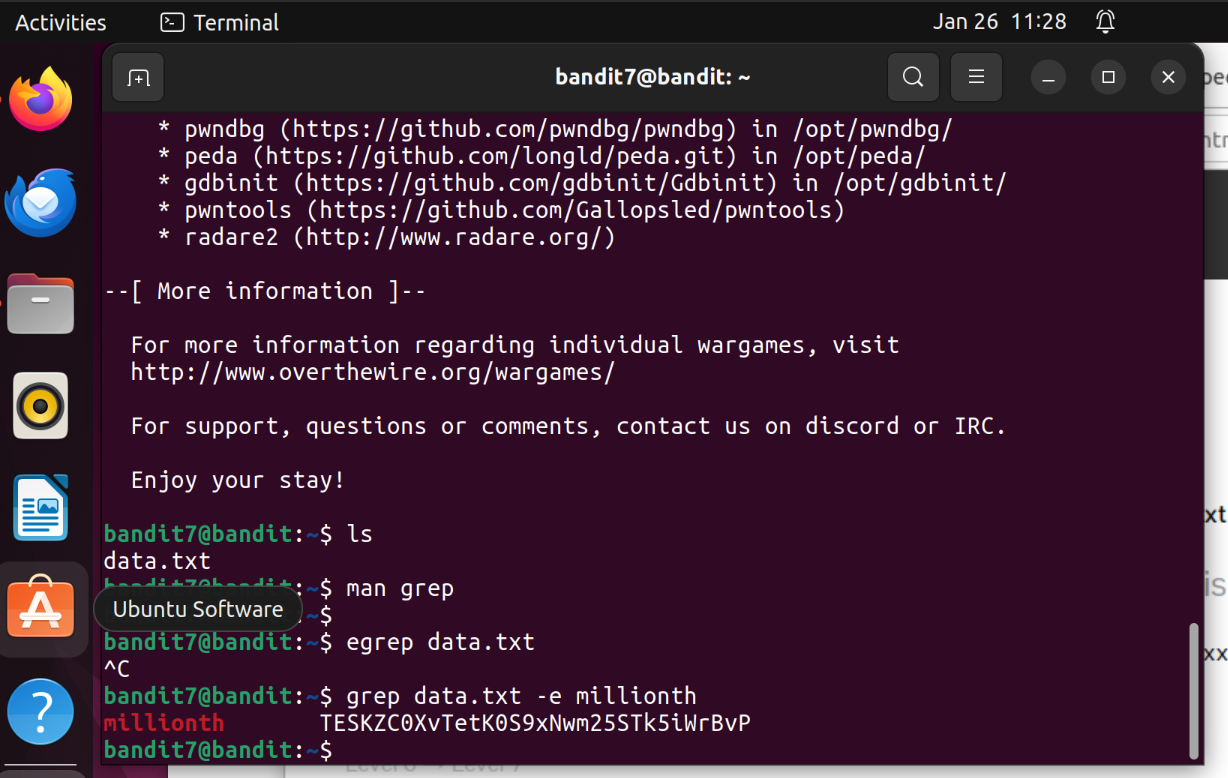 Activities
Terminal
Jan 26 11:28
bandit7@bandit: ~
* pwndbg (https://github.com/pwndbg/pwndbg) in /opt/pwndbg/
* peda (https://github.com/longld/peda.git) in /opt/peda/
* gdbinit (https://github.com/gdbinit/Gdbinit) in /opt/gdbinit/
* pwntools (https://github.com/Gallopsled/pwntools)
* radare2 (http://www.radare.org/)
--[ More information ]--
For more information regarding individual wargames, visit
http://www.overthewire.org/wargames/
For support, questions or comments, contact us on discord or IRC.
Enjoy your stay!
bandit7@bandit:~$ ls
data.txt
bandit7@bandit:~$ man grep
Ubuntu Software
:~$
bandit7@bandit:~$ egrep data.txt
^C
bandit7@bandit:~$ grep data.txt -e millionth
millionth TESKZC0XvTetK0S9xNwm25STk5iWrBvP
bandit7@bandit:~$